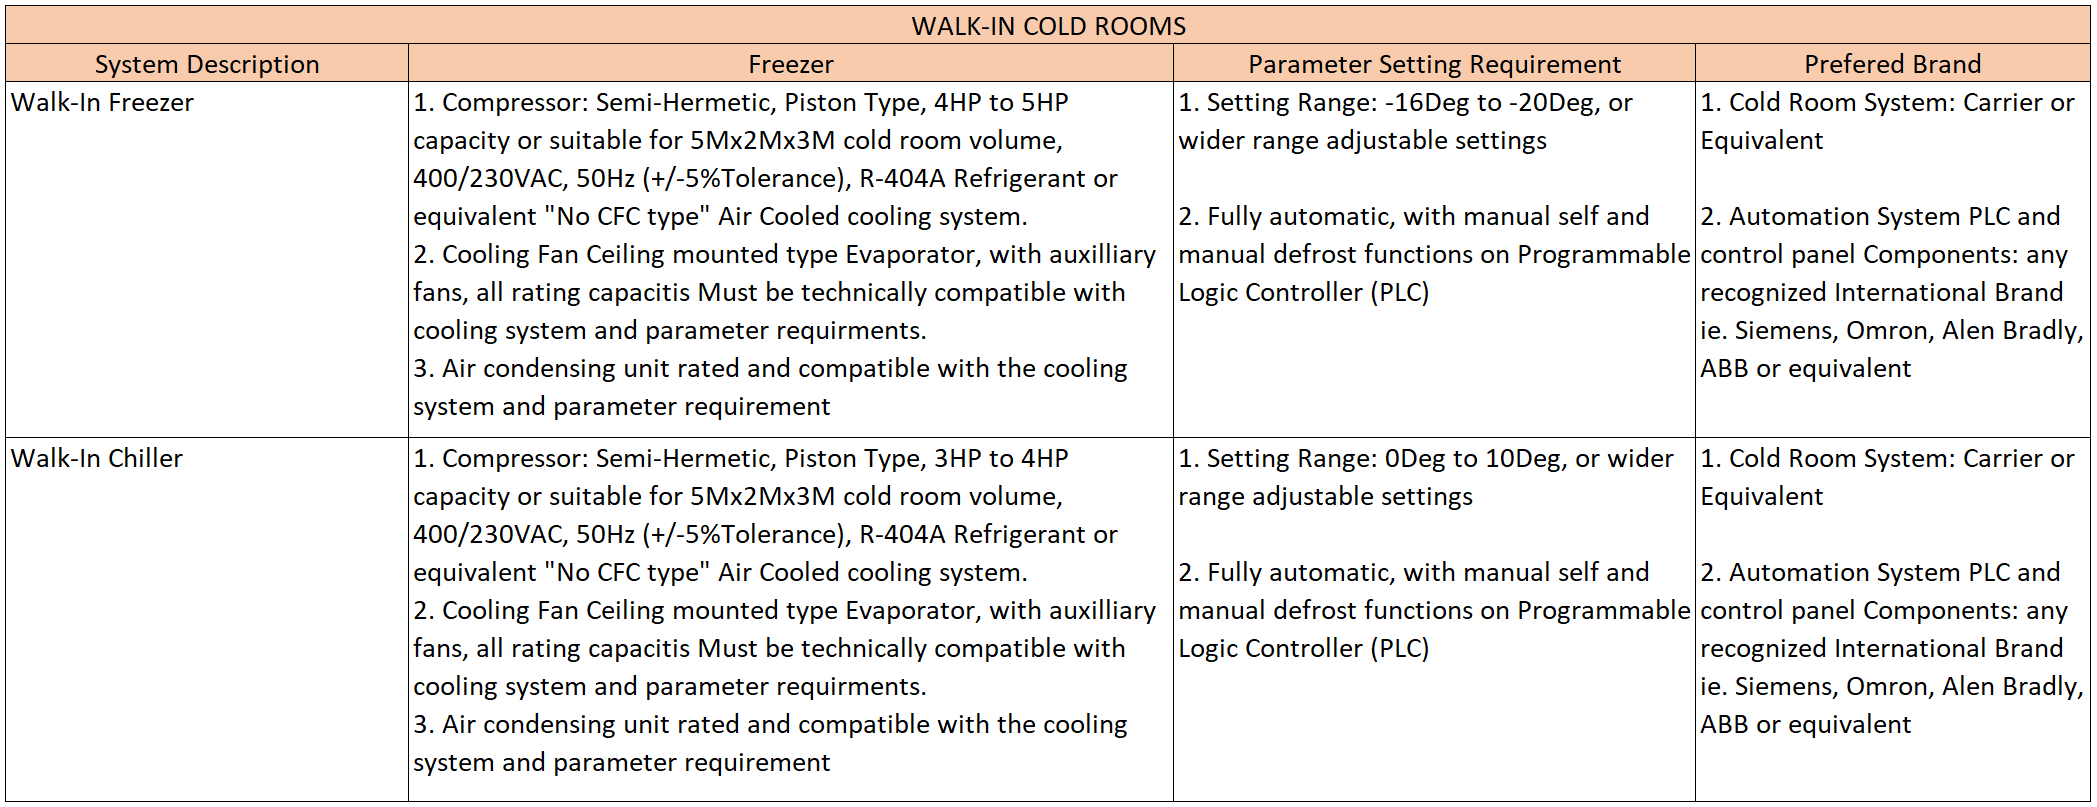 WALK-IN COLD ROOMS
System Description
Freezer
Parameter Setting Requirement
Prefered Brand
Walk-In Freezer
1. Compressor: Semi-Hermetic, Piston Type, 4HP to 5HP
capacity or suitable for 5Mx2Mx3M cold room volume,
400/230VAC, 50Hz (+/-5%Tolerance), R-404A Refrigerant or
equivalent "No CFC type" Air Cooled cooling system.
2. Cooling Fan Ceiling mounted type Evaporator, with auxilliary
fans, all rating capacitis Must be technically compatible with
cooling system and parameter requirments.
3. Air condensing unit rated and compatible with the cooling
system and parameter requirement
1. Setting Range: -16Deg to -20Deg, or
wider range adjustable settings
2. Fully automatic, with manual self and
manual defrost functions on Programmable
Logic Controller (PLC)
1. Cold Room System: Carrier or
Equivalent
2. Automation System PLC and
control panel Components: any
recognized International Brand
ie. Siemens, Omron, Alen Bradly,
ABB or equivalent
Walk-In Chiller
1. Compressor: Semi-Hermetic, Piston Type, 3HP to 4HP
capacity or suitable for 5Mx2Mx3M cold room volume,
400/230VAC, 50Hz (+/-5%Tolerance), R-404A Refrigerant or
equivalent "No CFC type" Air Cooled cooling system.
2. Cooling Fan Ceiling mounted type Evaporator, with auxilliary
fans, all rating capacitis Must be technically compatible with
cooling system and parameter requirments.
3. Air condensing unit rated and compatible with the cooling
system and parameter requirement
1. Setting Range: 0Deg to 10Deg, or wider
range adjustable settings
2. Fully automatic, with manual self and
manual defrost functions on Programmable
Logic Controller (PLC)
1. Cold Room System: Carrier or
Equivalent
2. Automation System PLC and
control panel Components: any
recognized International Brand
ie. Siemens, Omron, Alen Bradly,
ABB or equivalent